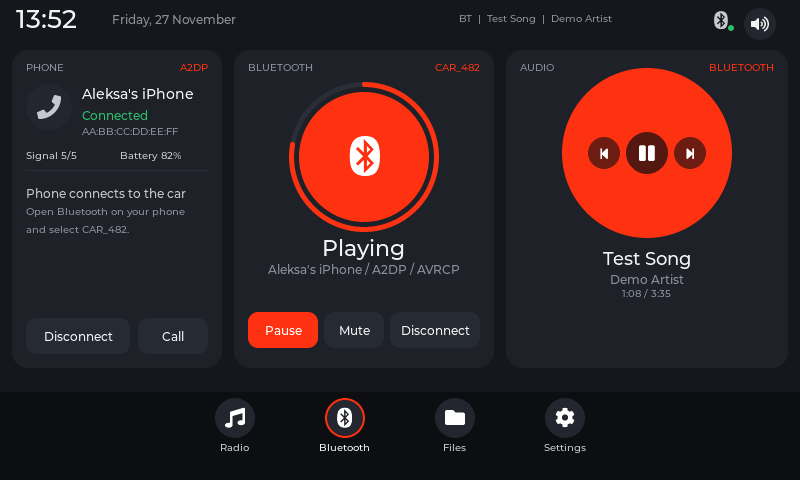 13:52
Friday, 27 November
BT | Test Song | Demo Artist
PHONE
A2DP
Aleksa's iPhone
Connected
AA:BB:CC:DD:EE:FF
Signal 5/5
Battery 82%
Phone connects to the car
Open Bluetooth on your phone
and select CAR_482.
Disconnect
Call
BLUETOOTH
CAR_482
Playing
Aleksa's iPhone / A2DP / AVRCP
Pause
Mute
Disconnect
AUDIO
BLUETOOTH
Test Song
Demo Artist
1:08 / 3:35
Radio
Bluetooth
Files
Settings